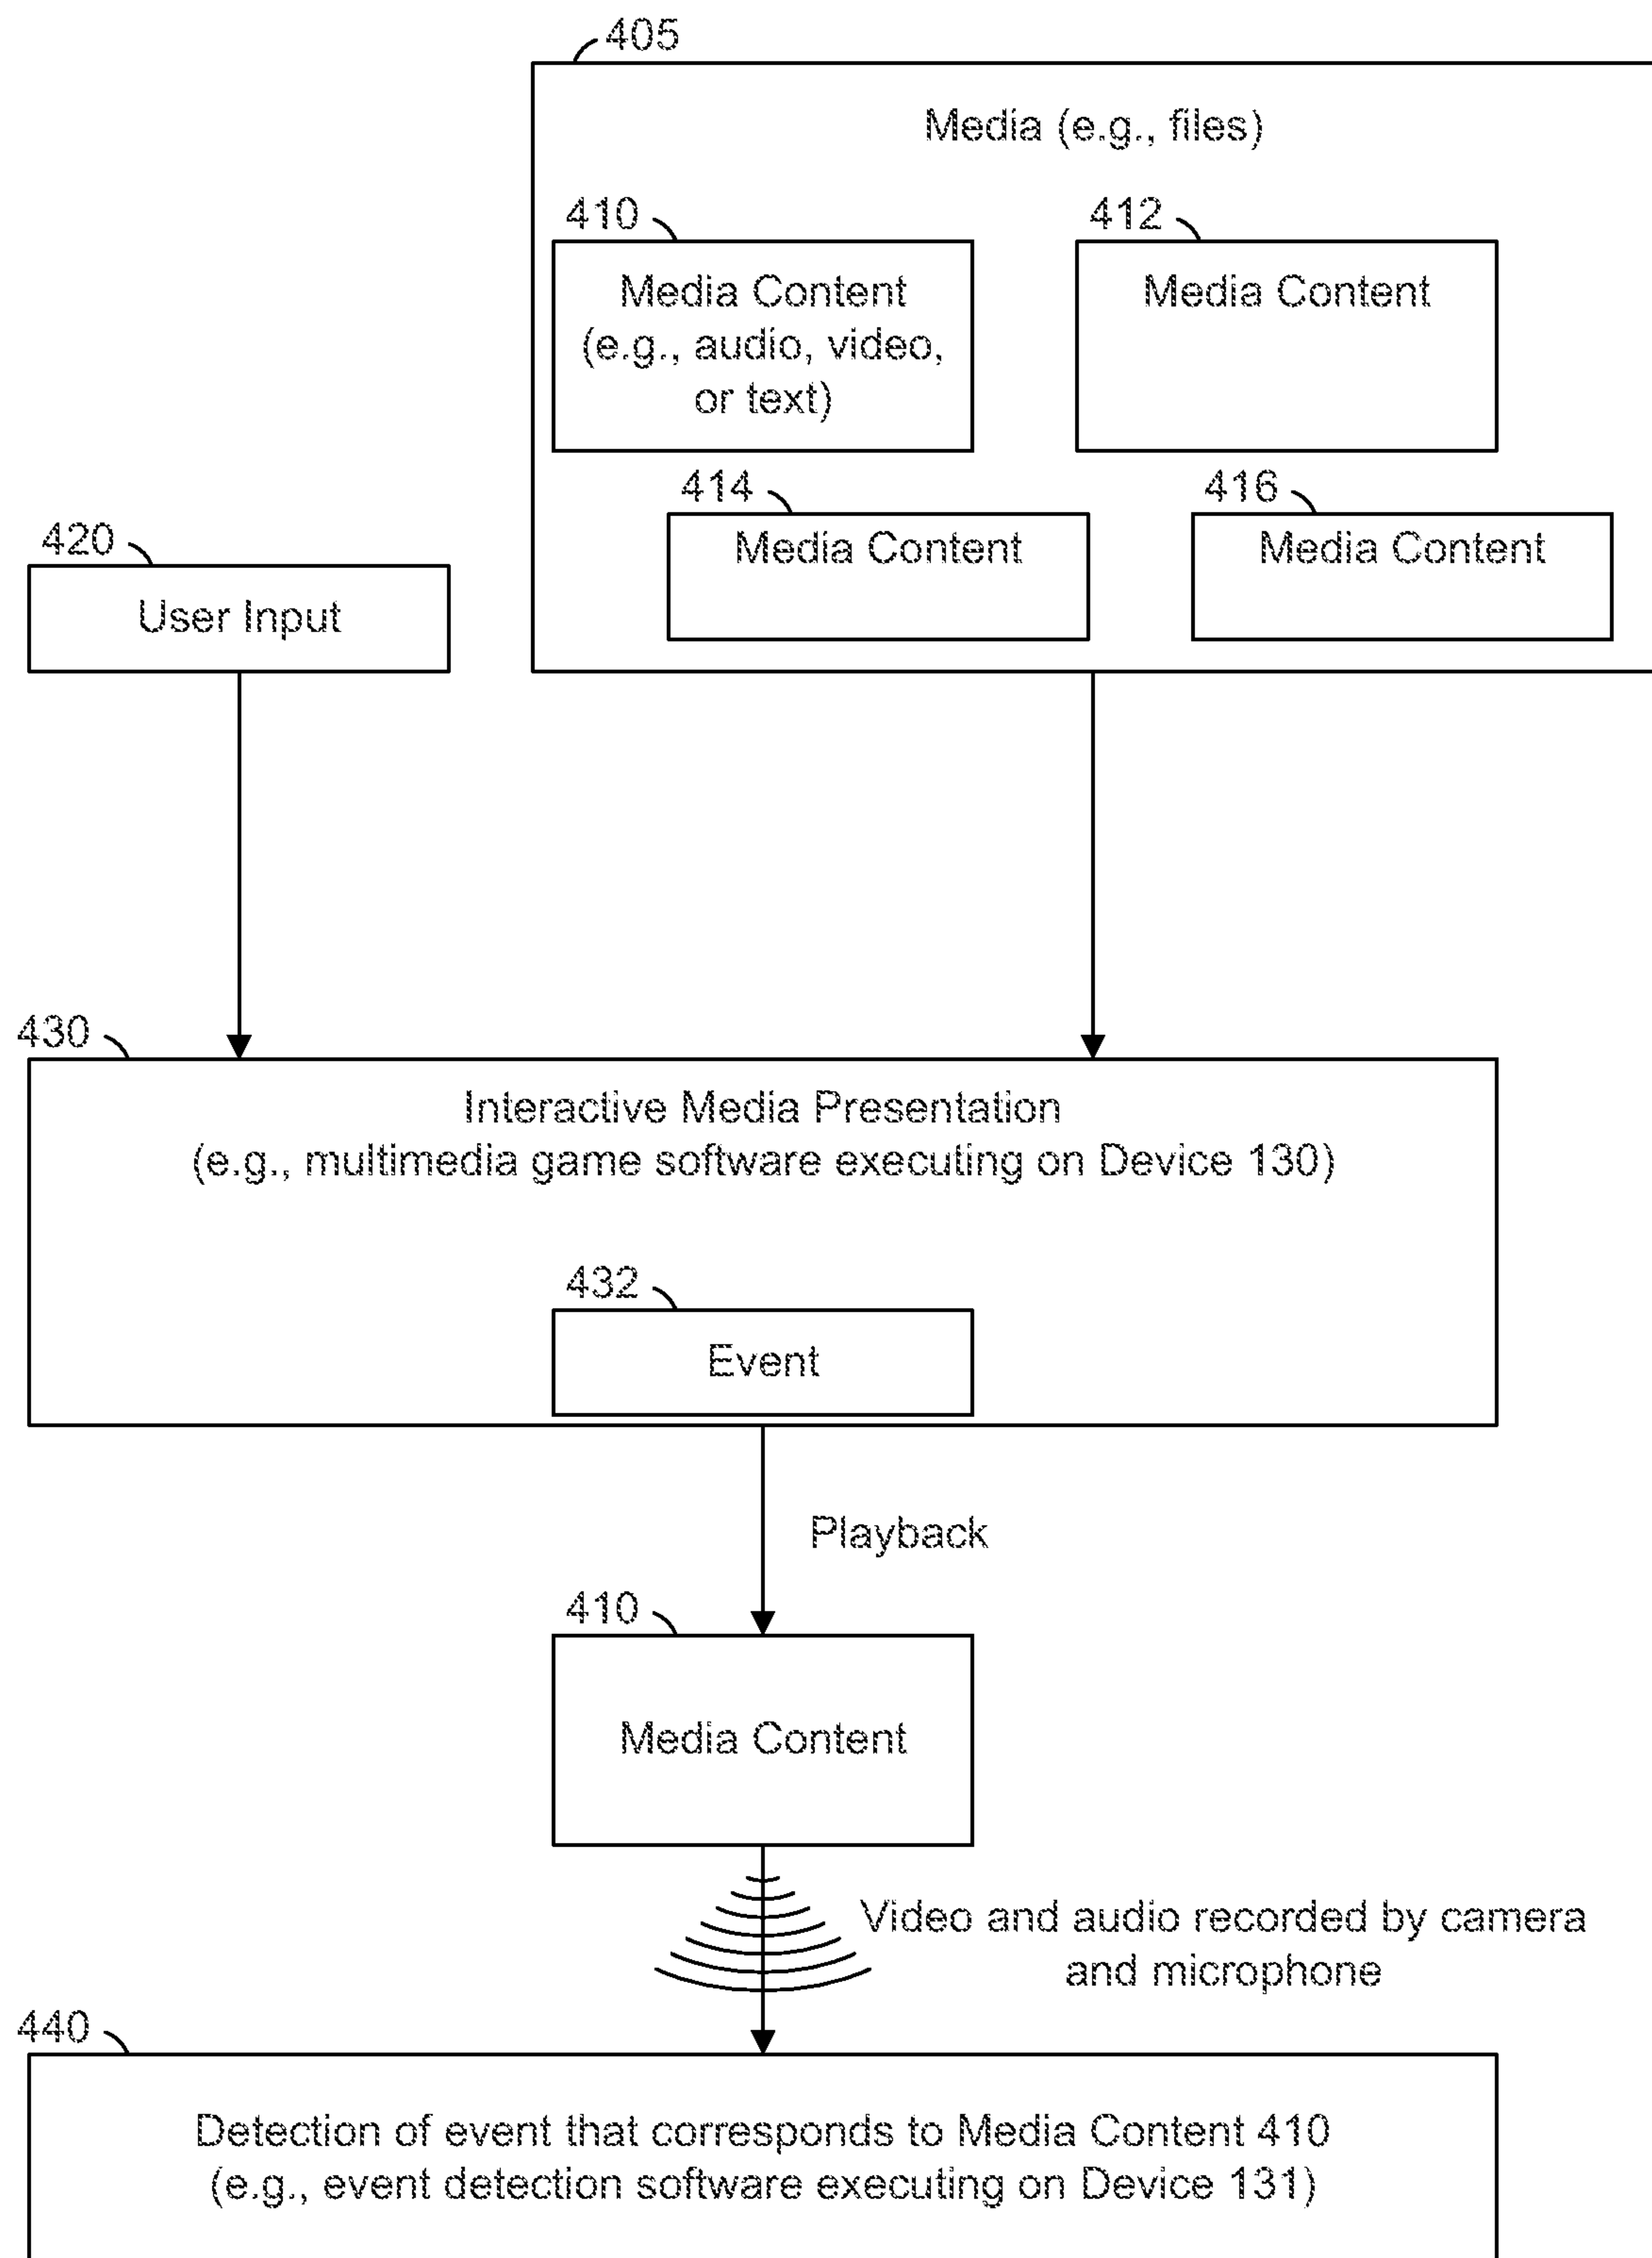 405
Media (e.g., files)
410
412
Media Content
(e.g., audio, video,
or text)
Media Content
414
416
Media Content
Media Content
420
User Input
430
Interactive Media Presentation
(e.g., multimedia game software executing on Device 130)
432
Event
Playback
410
Media Content
Video and audio recorded by camera
and microphone
440
Detection of event that corresponds to Media Content 410
(e.g., event detection software executing on Device 131)